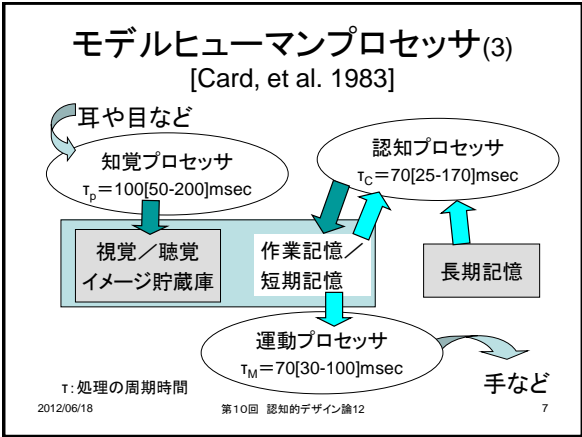 モデルヒューマンプロセッサ(3)
[Card, et al. 1983]
耳や目など
知覚プロセッサ
τp＝100[50-200]msec
認知プロセッサ
τC＝70[25-170]msec
視覚／聴覚
イメージ貯蔵庫
作業記憶／
短期記憶
長期記憶
運動プロセッサ
τM＝70[30-100]msec
手など
τ：処理の周期時間
2012/06/18
第10回 認知的デザイン論12
7